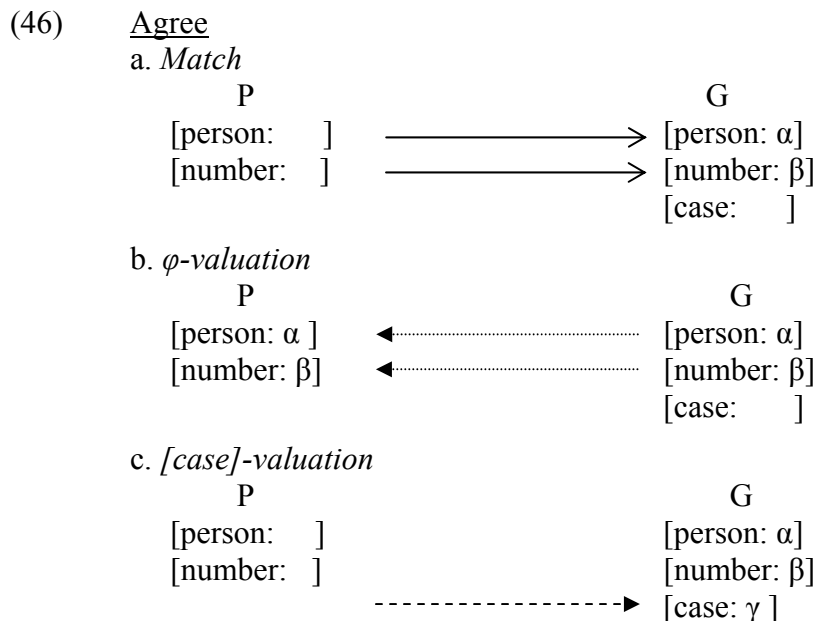 (46) Agree
a. Match
P G
[person: ] [person: α]
[number: ] [number: β]
[case: ]
b. φ-valuation
P G
[person: α ] [person: α]
[number: β] [number: β]
[case: ]
c. [case]-valuation
P G
[person: ] [person: α]
[number: ] [number: β]
[case: γ ]